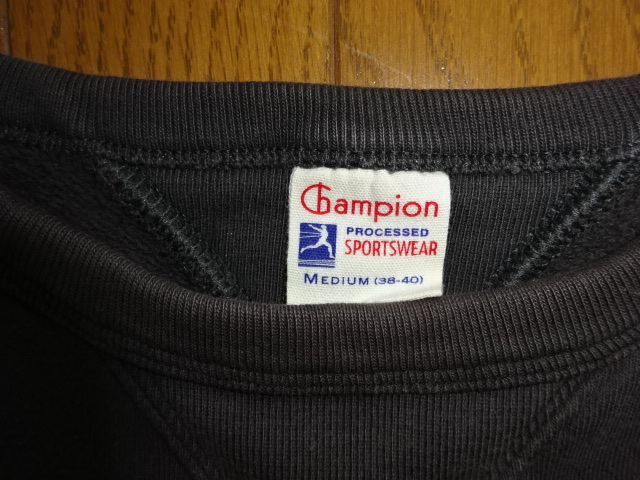 Champion
PROCESSED
SPORTSWEAR
MEDIUM (38-40)